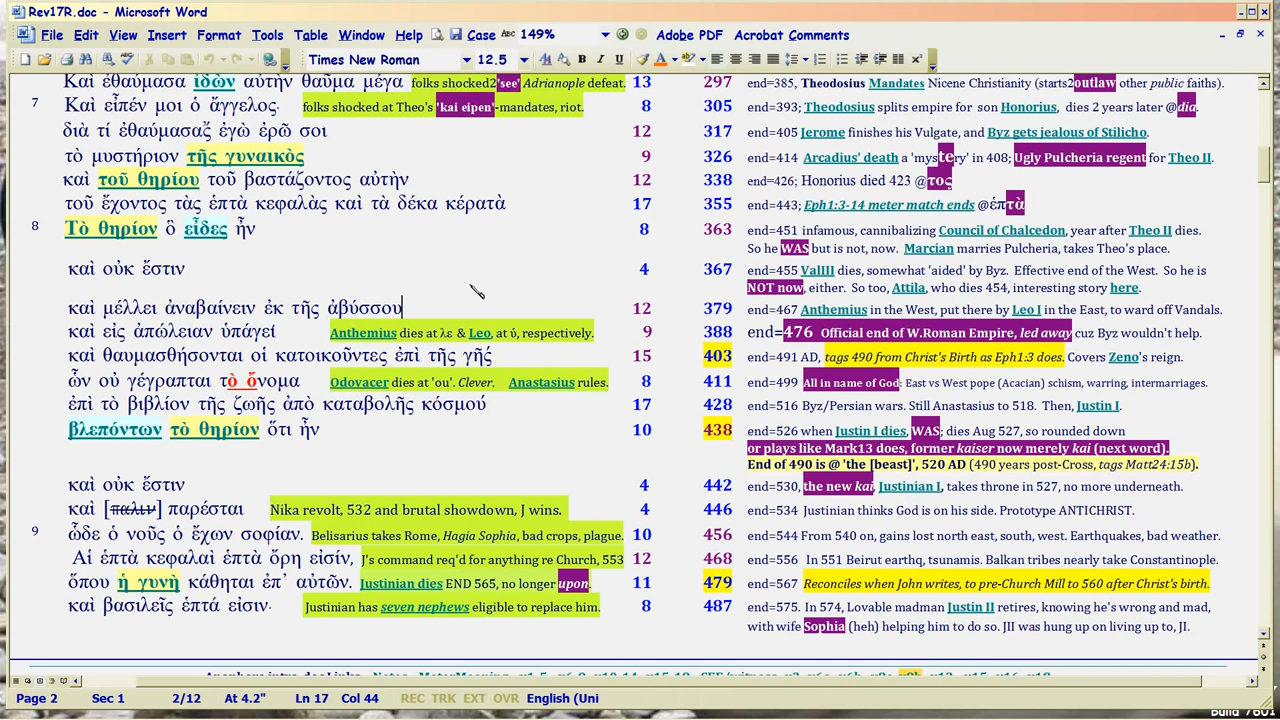 Rev17R.doc - Microsoft Word
File Edit View Insert Format Tools Table Window Help Case 149% Adobe PDF Acrobat Comments
Times New Roman 12.5 B I U
Καὶ ἐθαύμασα ἰδὼν αὐτὴν θαῦμα μέγα folks shocked2'see' Adrianople defeat. 13 297 end=385, Theodosius Mandates Nicene Christianity (starts2outlaw other public faiths).
7 Καὶ εἶπέν μοι ὁ ἄγγελος· folks shocked at Theo's 'kai eipen'-mandates, riot. 8 305 end=393; Theodosius splits empire for son Honorius, dies 2 years later @dia.
διὰ τί ἐθαύμασαξ ἐγὼ ἐρῶ σοι 12 317 end=405 Jerome finishes his Vulgate, and Byz gets jealous of Stilicho.
τὸ μυστήριον τῆς γυναικὸς 9 326 end=414 Arcadius' death a 'mystery' in 408; Ugly Pulcheria regent for Theo II.
καὶ τοῦ θηρίου τοῦ βαστάζοντος αὐτὴν 12 338 end=426; Honorius died 423 @τος
τοῦ ἔχοντος τὰς ἑπτὰ κεφαλὰς καὶ τὰ δέκα κέρατὰ 17 355 end=443; Eph1:3-14 meter match ends @ἑπτὰ
8 Τὸ θηρίον ὃ εἶδες ἦν 8 363 end=451 infamous, cannibalizing Council of Chalcedon, year after Theo II dies.
So he WAS but is not, now. Marcian marries Pulcheria, takes Theo's place.
καὶ οὐκ ἔστιν 4 367 end=455 ValIII dies, somewhat 'aided' by Byz. Effective end of the West. So he is
NOT now, either. So too, Attila, who dies 454, interesting story here.
καὶ μέλλει ἀναβαίνειν ἐκ τῆς ἀβύσσου 12 379 end=467 Anthemius in the West, put there by Leo I in the East, to ward off Vandals.
καὶ εἰς ἀπόλειαν ὑπάγεί Anthemius dies at λε & Leo, at ύ, respectively. 9 388 end=476 Official end of W.Roman Empire, led away cuz Byz wouldn't help.
καὶ θαυμασθήσονται οἱ κατοικοῦντες ἐπὶ τῆς γῆς 15 403 end=491 AD, tags 490 from Christ's Birth as Eph1:3 does. Covers Zeno's reign.
ὧν οὐ γέγραπται τὸ ὄνομα Odovacer dies at 'ou'. Clever. Anastasius rules. 8 411 end=499 All in name of God: East vs West pope (Acacian) schism, warring, intermarriages.
ἐπὶ τὸ βιβλίον τῆς ζωῆς ἀπὸ καταβολῆς κόσμού 17 428 end=516 Byz/Persian wars. Still Anastasius to 518. Then, Justin I.
βλεπόντων τὸ θηρίον ὅτι ἦν 10 438 end=526 when Justin I dies, WAS; dies Aug 527, so rounded down
or plays like Mark13 does, former kaiser now merely kai (next word).
End of 490 is @ 'the [beast]', 520 AD (490 years post-Cross, tags Matt24:15b).
καὶ οὐκ ἔστιν 4 442 end=530, the new kai, Justinian I, takes throne in 527, no more underneath.
καὶ [παλιν] παρέσται Nika revolt, 532 and brutal showdown, J wins. 4 446 end=534 Justinian thinks God is on his side. Prototype ANTICHRIST.
9 ὧδε ὁ νοῦς ὁ ἔχων σοφίαν. Belisarius takes Rome, Hagia Sophia, bad crops, plague. 10 456 end=544 From 540 on, gains lost north east, south, west. Earthquakes, bad weather.
Αἱ ἑπτὰ κεφαλαὶ ἑπτὰ ὄρη εἰσίν, J's command req'd for anything re Church, 553 12 468 end=556 In 551 Beirut earthq, tsunamis. Balkan tribes nearly take Constantinople.
ὅπου ἡ γυνὴ κάθηται ἐπ᾽ αὐτῶν. Justinian dies END 565, no longer upon. 11 479 end=567 Reconciles when John writes, to pre-Church Mill to 560 after Christ's birth.
καὶ βασιλεῖς ἑπτά εἰσιν· Justinian has seven nephews eligible to replace him. 8 487 end=575. In 574, Lovable madman Justin II retires, knowing he's wrong and mad,
with wife Sophia (heh) helping him to do so. JII was hung up on living up to, JI.
Page 2 Sec 1 2/12 At 4.2" Ln 17 Col 44 REC TRK EXT OVR English (Uni
Build 7601